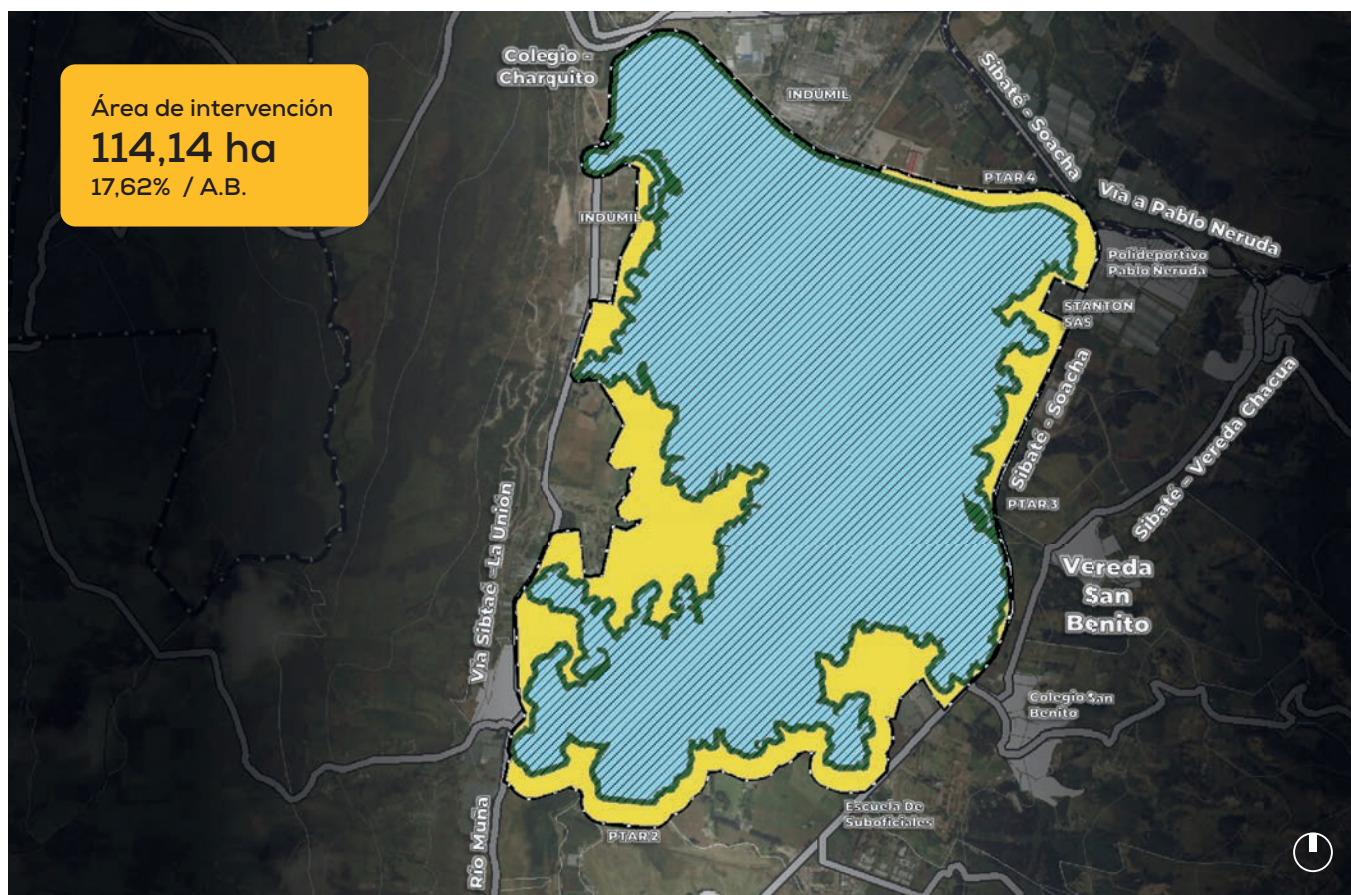 Área de intervención
114,14 ha
17,62% / A.B.
Colegio -
Charquito
INDUMIL
Sibaté - Soacha
PTAR 4
Vía a Pablo Neruda
INDUMIL
Polideportivo
Pablo Neruda
STANTON
SAS
Sibaté - Soacha
Sibaté - Vereda Chacua
Vía Sibtaé -La Unión
PTAR 3
Vereda
San
Benito
Colegio San
Benito
Río Muña
PTAR 2
Escuela De
Suboficiales